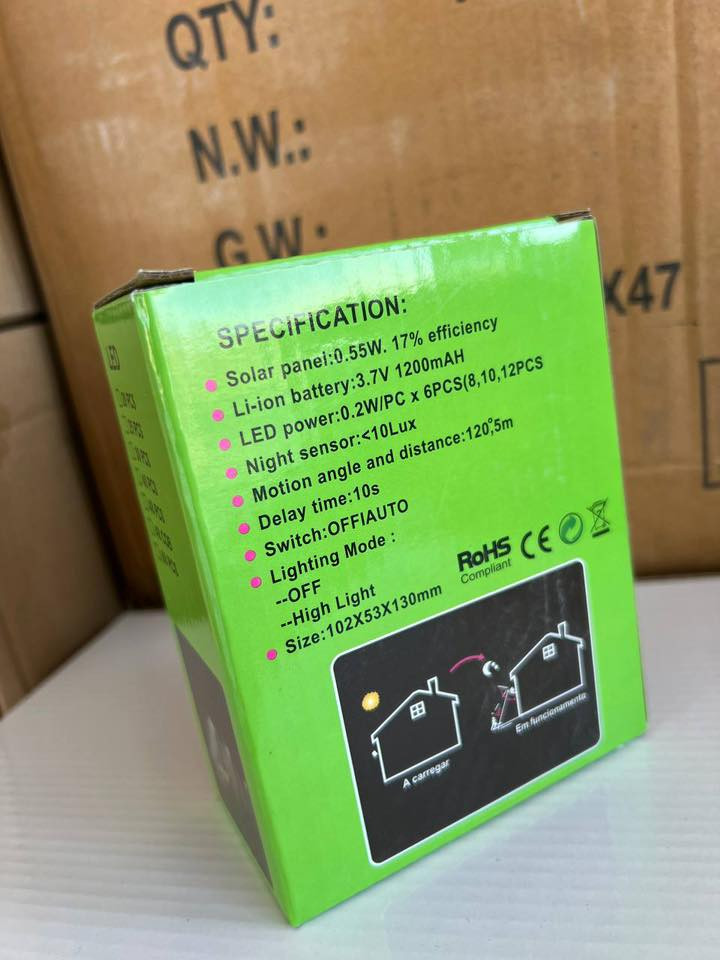 QTY:
N.W.:
G.W.:
X47
SPECIFICATION:
Solar panel:0.55W. 17% efficiency
Li-ion battery:3.7V 1200mAH
LED power:0.2W/PC x 6PCS(8,10,12PCS
Night sensor:<10Lux
Motion angle and distance:120°,5m
Delay time:10s
Switch:OFFIAUTO
Lighting Mode :
--OFF
--High Light
Size:102X53X130mm
RoHS
Compliant
CE
A carregar
Em funcionamento
LED